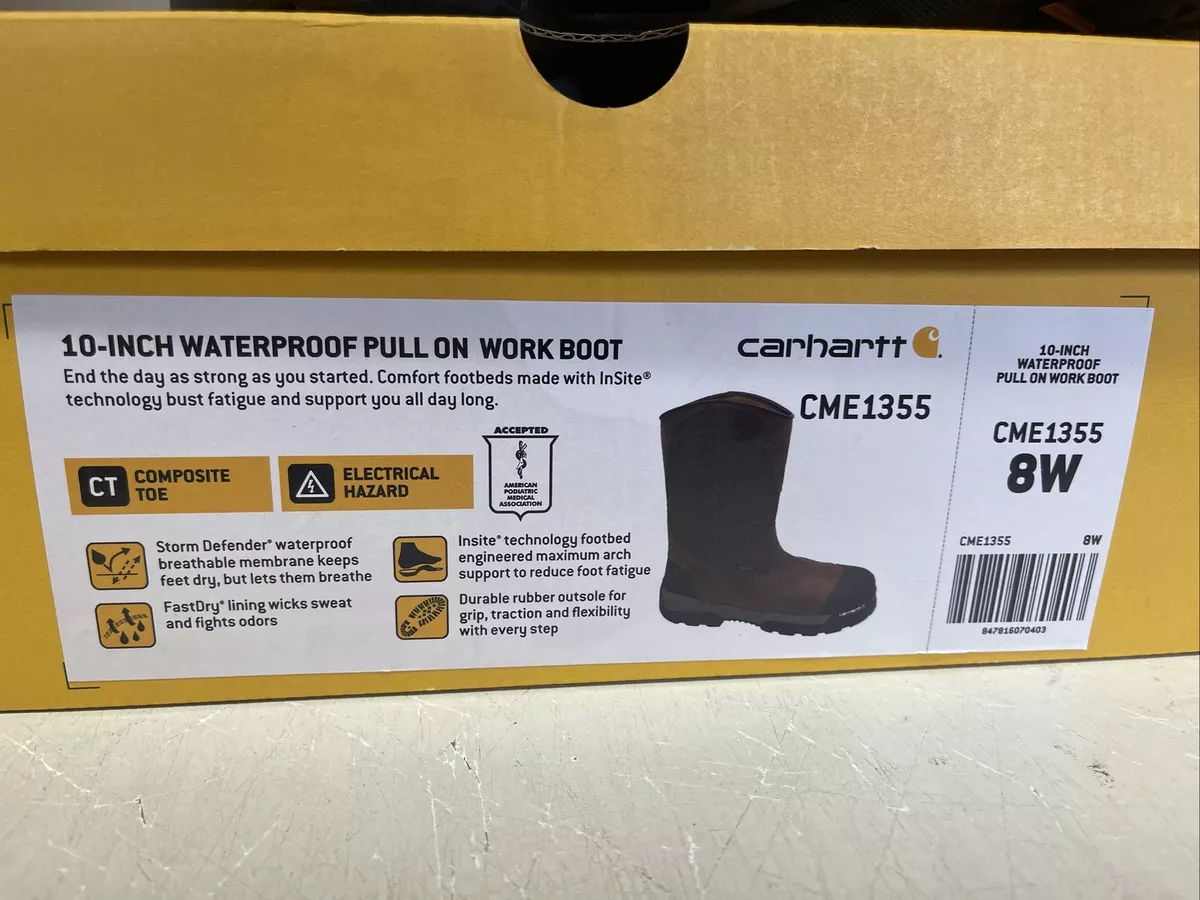 10-INCH WATERPROOF PULL ON WORK BOOT
End the day as strong as you started. Comfort footbeds made with InSite®
technology bust fatigue and support you all day long.
CT
COMPOSITE
TOE
ELECTRICAL
HAZARD
ACCEPTED
AMERICAN
PODIATRIC
MEDICAL
ASSOCIATION
Storm Defender® waterproof
breathable membrane keeps
feet dry, but lets them breathe
FastDry® lining wicks sweat
and fights odors
Insite® technology footbed
engineered maximum arch
support to reduce foot fatigue
Durable rubber outsole for
grip, traction and flexibility
with every step
carhartt
CME1355
10-INCH
WATERPROOF
PULL ON WORK BOOT
CME1355
8W
CME1355 8W
847816070403